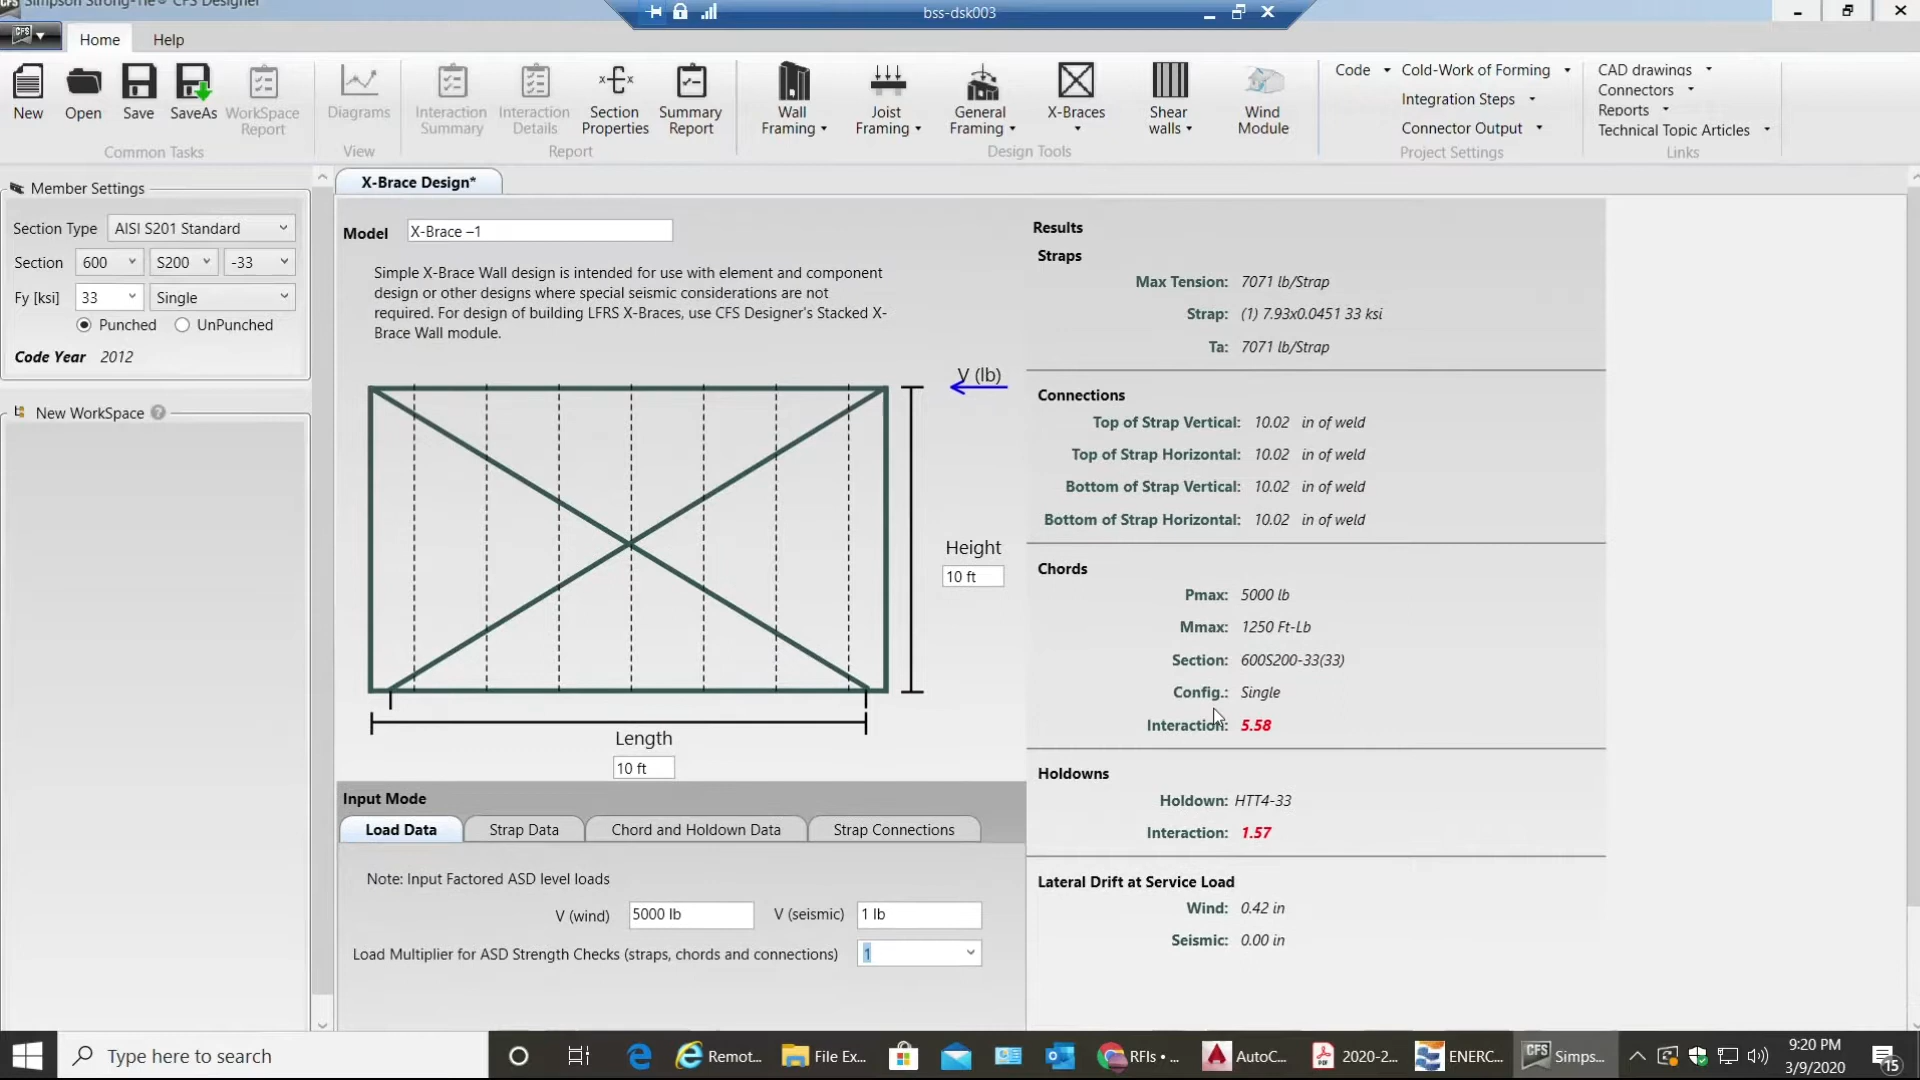 Simpson Strong-Tie® CFS Designer
bss-dsk003
CFS
Home
Help
New
Open
Save
SaveAs
WorkSpace
Report
Common Tasks
Diagrams
View
Interaction
Summary
Interaction
Details
Section
Properties
Summary
Report
Report
Wall
Framing
Joist
Framing
General
Framing
X-Braces
Shear
walls
Wind
Module
Design Tools
Code
Cold-Work of Forming
Integration Steps
Connector Output
Project Settings
CAD drawings
Connectors
Reports
Technical Topic Articles
Links
Member Settings
Section Type AISI S201 Standard
Section 600 S200 -33
Fy [ksi] 33 Single
Punched UnPunched
Code Year 2012
New WorkSpace ?
X-Brace Design*
Model X-Brace –1
Simple X-Brace Wall design is intended for use with element and component
design or other designs where special seismic considerations are not
required. For design of building LFRS X-Braces, use CFS Designer's Stacked X-
Brace Wall module.
V (lb)
Height
10 ft
Length
10 ft
Input Mode
Load Data
Strap Data
Chord and Holdown Data
Strap Connections
Note: Input Factored ASD level loads
V (wind) 5000 lb V (seismic) 1 lb
Load Multiplier for ASD Strength Checks (straps, chords and connections) 1
Results
Straps
Max Tension: 7071 lb/Strap
Strap: (1) 7.93x0.0451 33 ksi
Ta: 7071 lb/Strap
Connections
Top of Strap Vertical: 10.02 in of weld
Top of Strap Horizontal: 10.02 in of weld
Bottom of Strap Vertical: 10.02 in of weld
Bottom of Strap Horizontal: 10.02 in of weld
Chords
Pmax: 5000 lb
Mmax: 1250 Ft-Lb
Section: 600S200-33(33)
Config.: Single
Interaction: 5.58
Holdowns
Holdown: HTT4-33
Interaction: 1.57
Lateral Drift at Service Load
Wind: 0.42 in
Seismic: 0.00 in
Type here to search
Remot...
File Ex...
RFIs • ...
AutoC...
2020-2...
ENERC...
CFS Simps...
9:20 PM
3/9/2020
15